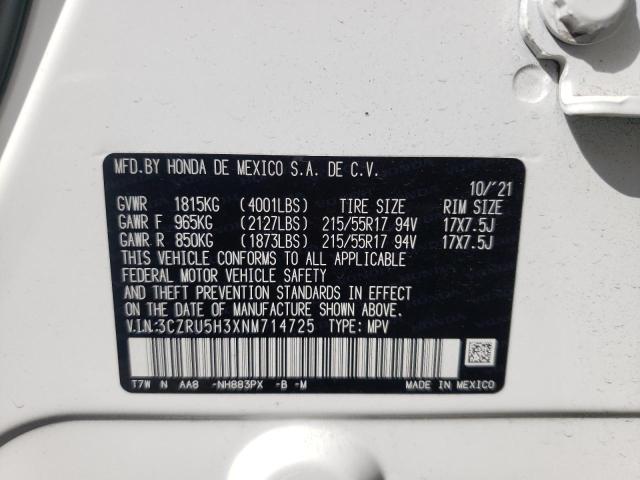 MFD.BY HONDA DE MEXICO S.A. DE C.V.
10/'21
GVWR 1815KG (4001LBS) TIRE SIZE RIM SIZE
GAWR F 965KG (2127LBS) 215/55R17 94V 17X7.5J
GAWR R 850KG (1873LBS) 215/55R17 94V 17X7.5J
THIS VEHICLE CONFORMS TO ALL APPLICABLE
FEDERAL MOTOR VEHICLE SAFETY
AND THEFT PREVENTION STANDARDS IN EFFECT
ON THE DATE OF MANUFACTURE SHOWN ABOVE.
V.I.N.:3CZRU5H3XNM714725 TYPE: MPV
T7W N AA8 -NH883PX -B -M MADE IN MEXICO